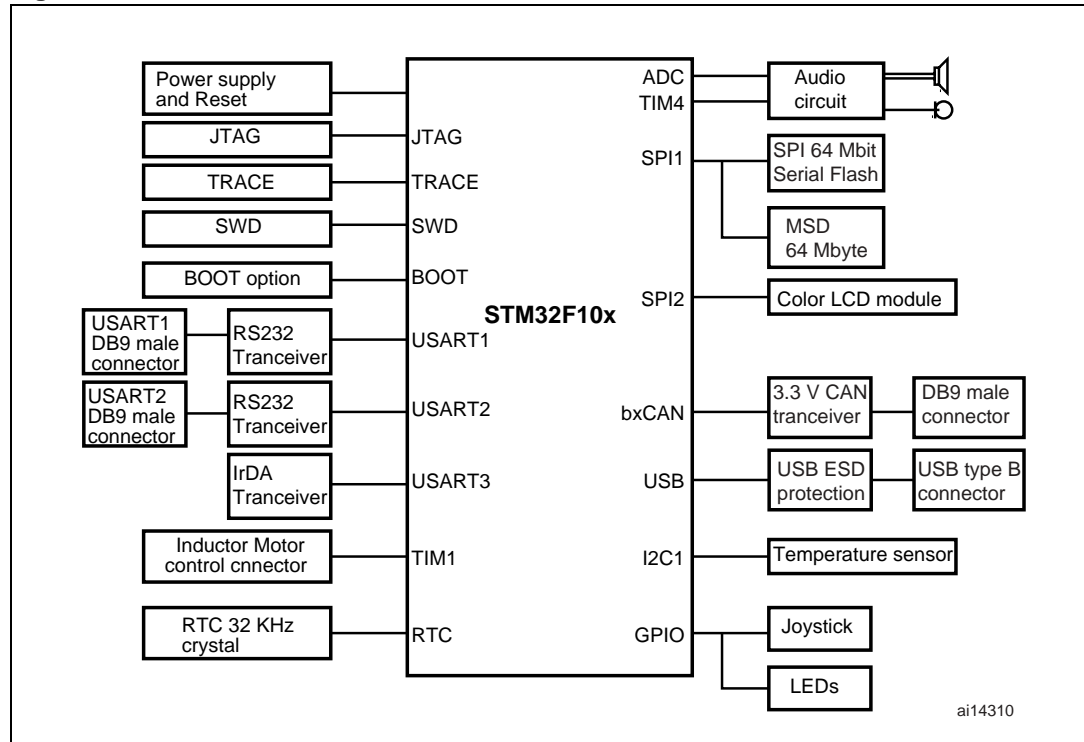 Power supply
and Reset
JTAG
TRACE
SWD
BOOT option
USART1
DB9 male
connector
RS232
Tranceiver
USART2
DB9 male
connector
RS232
Tranceiver
IrDA
Tranceiver
Inductor Motor
control cnnector
RTC 32 KHz
crystal
JTAG
TRACE
SWD
BOOT
USART1
USART2
USART3
TIM1
RTC
STM32F10x
ADC
TIM4
SPI1
SPI2
bxCAN
USB
I2C1
GPIO
Audio
circuit
SPI 64 Mbit
Serial Flash
MSD
64 Mbyte
Color LCD module
3.3 V CAN
tranceiver
DB9 male
connector
USB ESD
protection
USB type B
connector
Temperature sensor
Joystick
LEDs
ai14310